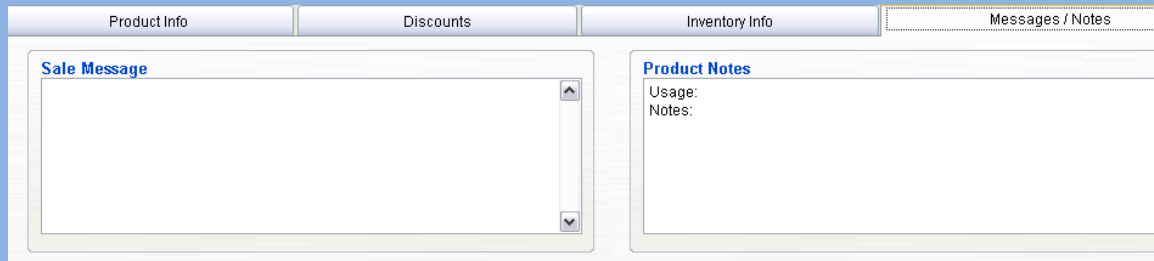 Product Info
Discounts
Inventory Info
Messages / Notes
Sale Message
Product Notes
Usage:
Notes: